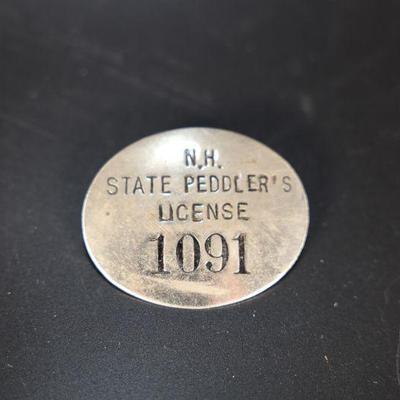 N.H.
STATE PEDDLER'S
LICENSE
1091